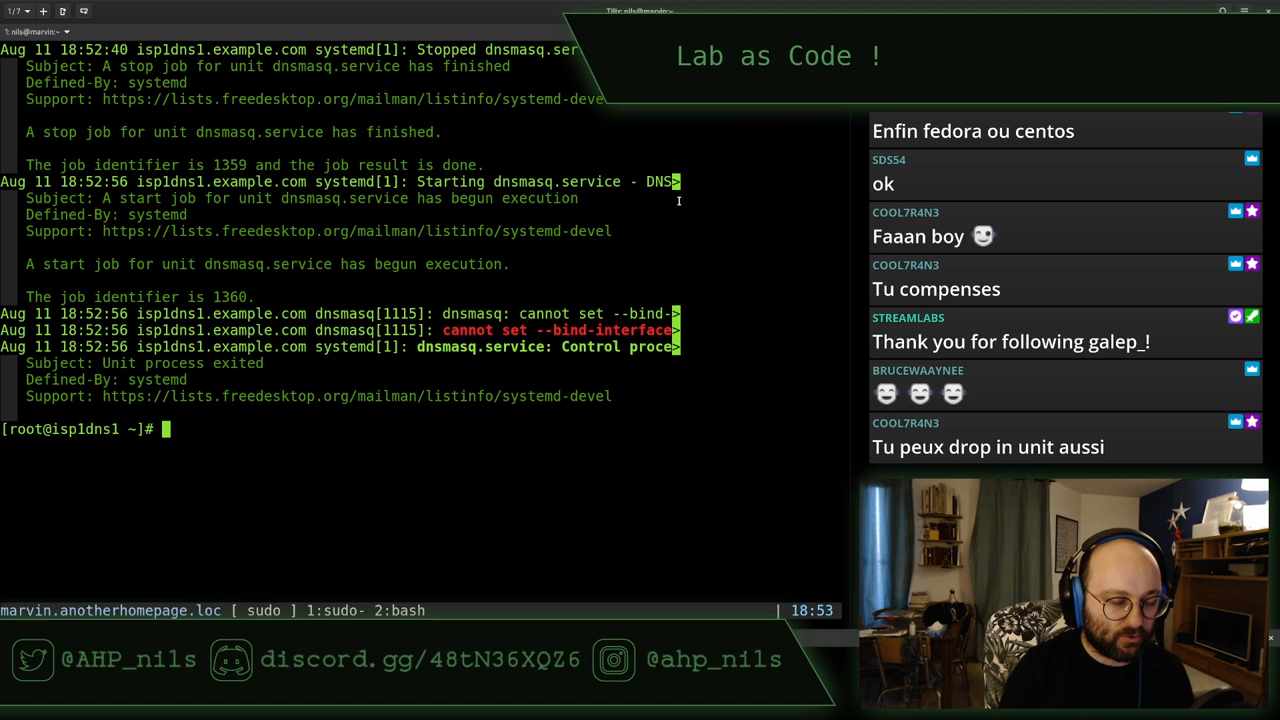 1/7
Tilix: nils@marvin:~
1: nils@marvin:~
Lab as Code !
Aug 11 18:52:40 isp1dns1.example.com systemd[1]: Stopped dnsmasq.ser
Subject: A stop job for unit dnsmasq.service has finished
Defined-By: systemd
Support: https://lists.freedesktop.org/mailman/listinfo/systemd-deve
A stop job for unit dnsmasq.service has finished.
The job identifier is 1359 and the job result is done.
Aug 11 18:52:56 isp1dns1.example.com systemd[1]: Starting dnsmasq.service - DNS>
Subject: A start job for unit dnsmasq.service has begun execution
Defined-By: systemd
Support: https://lists.freedesktop.org/mailman/listinfo/systemd-devel
A start job for unit dnsmasq.service has begun execution.
The job identifier is 1360.
Aug 11 18:52:56 isp1dns1.example.com dnsmasq[1115]: dnsmasq: cannot set --bind->
Aug 11 18:52:56 isp1dns1.example.com dnsmasq[1115]: cannot set --bind-interface>
Aug 11 18:52:56 isp1dns1.example.com systemd[1]: dnsmasq.service: Control proce>
Subject: Unit process exited
Defined-By: systemd
Support: https://lists.freedesktop.org/mailman/listinfo/systemd-devel
[root@isp1dns1 ~]#
marvin.anotherhomepage.loc [ sudo ] 1:sudo- 2:bash | 18:53
Enfin fedora ou centos
SDS54
ok
COOL7R4N3
Faaan boy
COOL7R4N3
Tu compenses
STREAMLABS
Thank you for following galep_!
BRUCEWAAYNEE
COOL7R4N3
Tu peux drop in unit aussi
@AHP_nils discord.gg/48tN36XQZ6 @ahp_nils